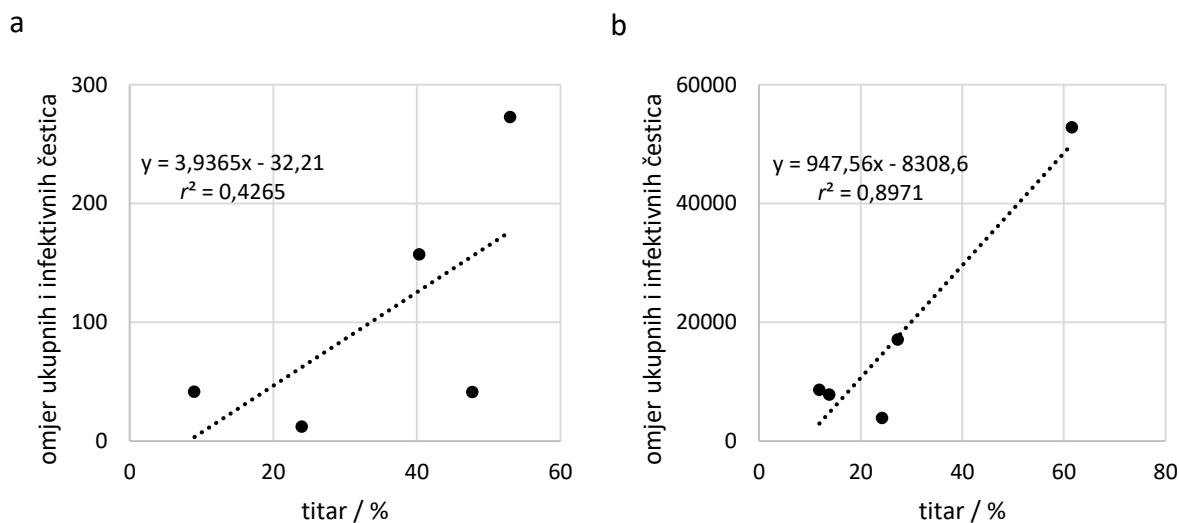 a
omjer ukupnih i infektivnih čestica
300
200
100
0
y = 3,9365x - 32,21
r² = 0,4265
0 20 40 60
titar / %
b
omjer ukupnih i infektivnih čestica
60000
40000
20000
0
y = 947,56x - 8308,6
r² = 0,8971
0 20 40 60 80
titar / %